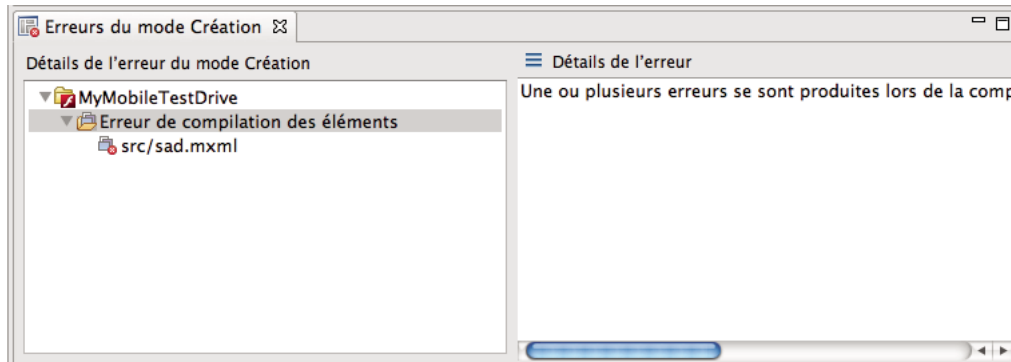 Erreurs du mode Création
Détails de l'erreur du mode Création
MyMobileTestDrive
Erreur de compilation des éléments
src/sad.mxml
Détails de l'erreur
Une ou plusieurs erreurs se sont produites lors de la comp